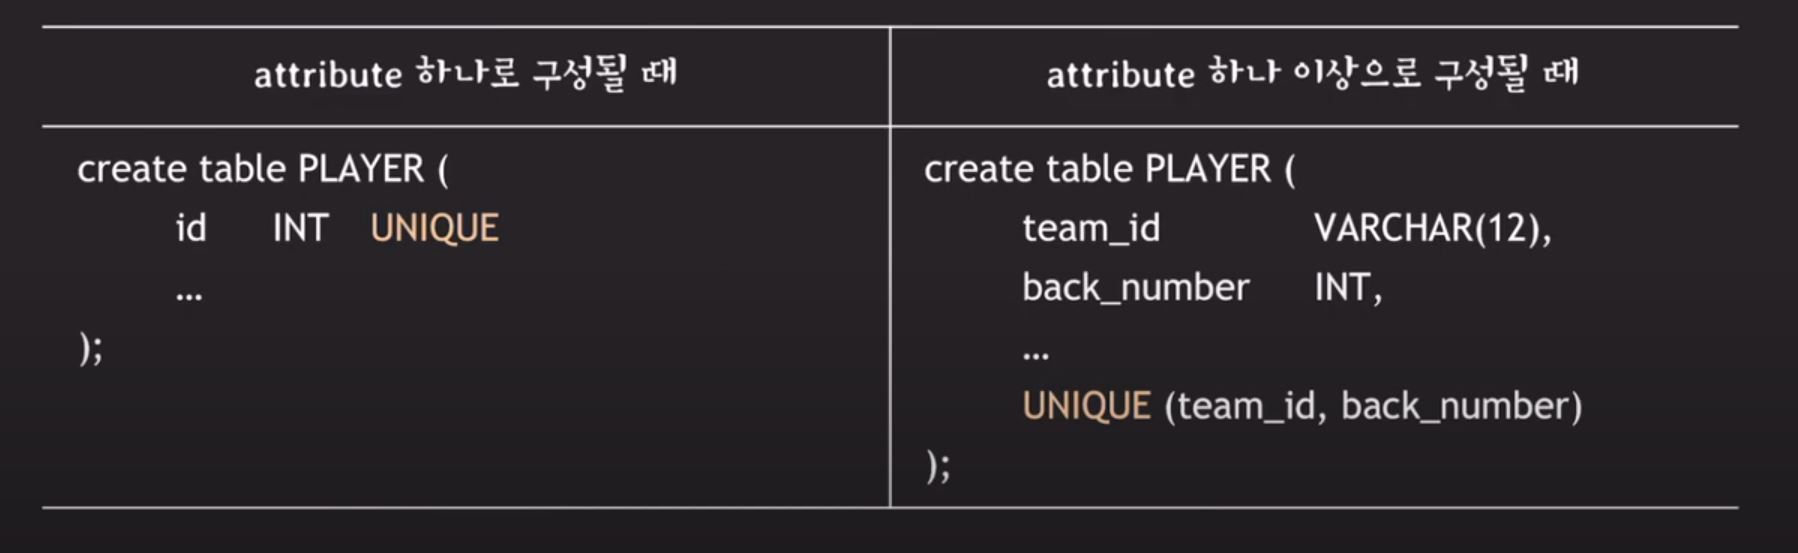 attribute 하나로 구성될 때
create table PLAYER (
id INT UNIQUE
...
);
attribute 하나 이상으로 구성될 때
create table PLAYER (
team_id VARCHAR(12),
back_number INT,
...
UNIQUE (team_id, back_number)
);